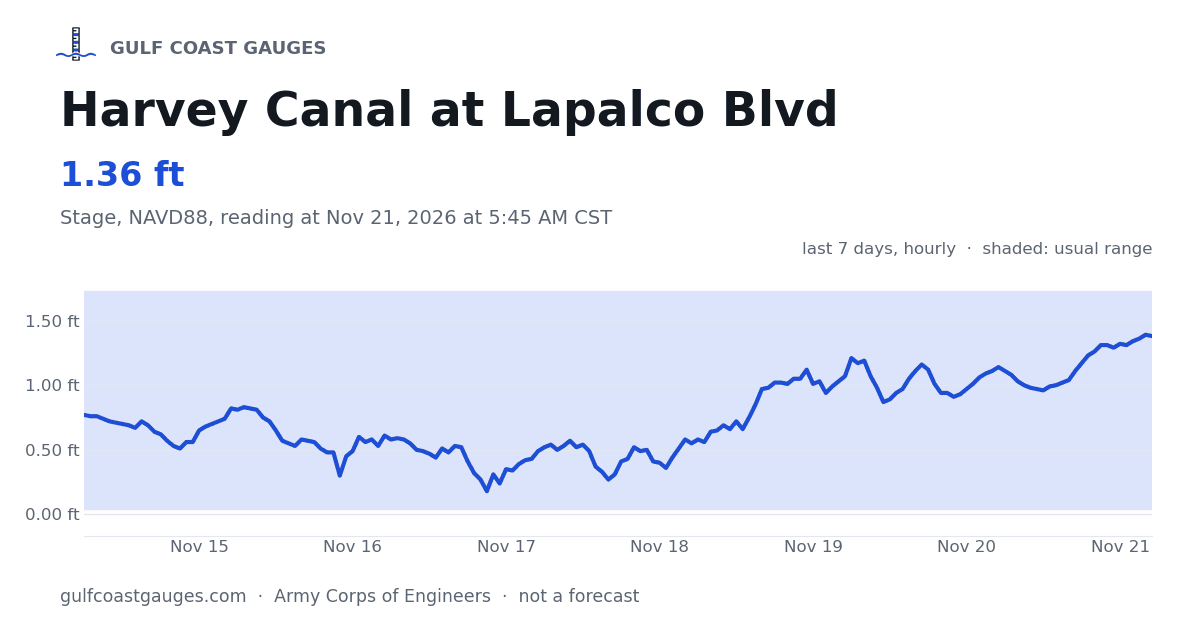 GULF COAST GAUGES
Harvey Canal at Lapalco Blvd
1.36 ft
Stage, NAVD88, reading at Nov 21, 2026 at 5:45 AM CST
last 7 days, hourly · shaded: usual range
1.50 ft
1.00 ft
0.50 ft
0.00 ft
Nov 15 Nov 16 Nov 17 Nov 18 Nov 19 Nov 20 Nov 21
gulfcoastgauges.com · Army Corps of Engineers · not a forecast